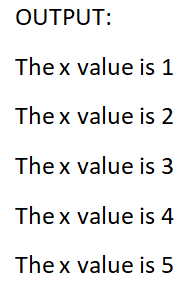 OUTPUT:
The x value is 1
The x value is 2
The x value is 3
The x value is 4
The x value is 5